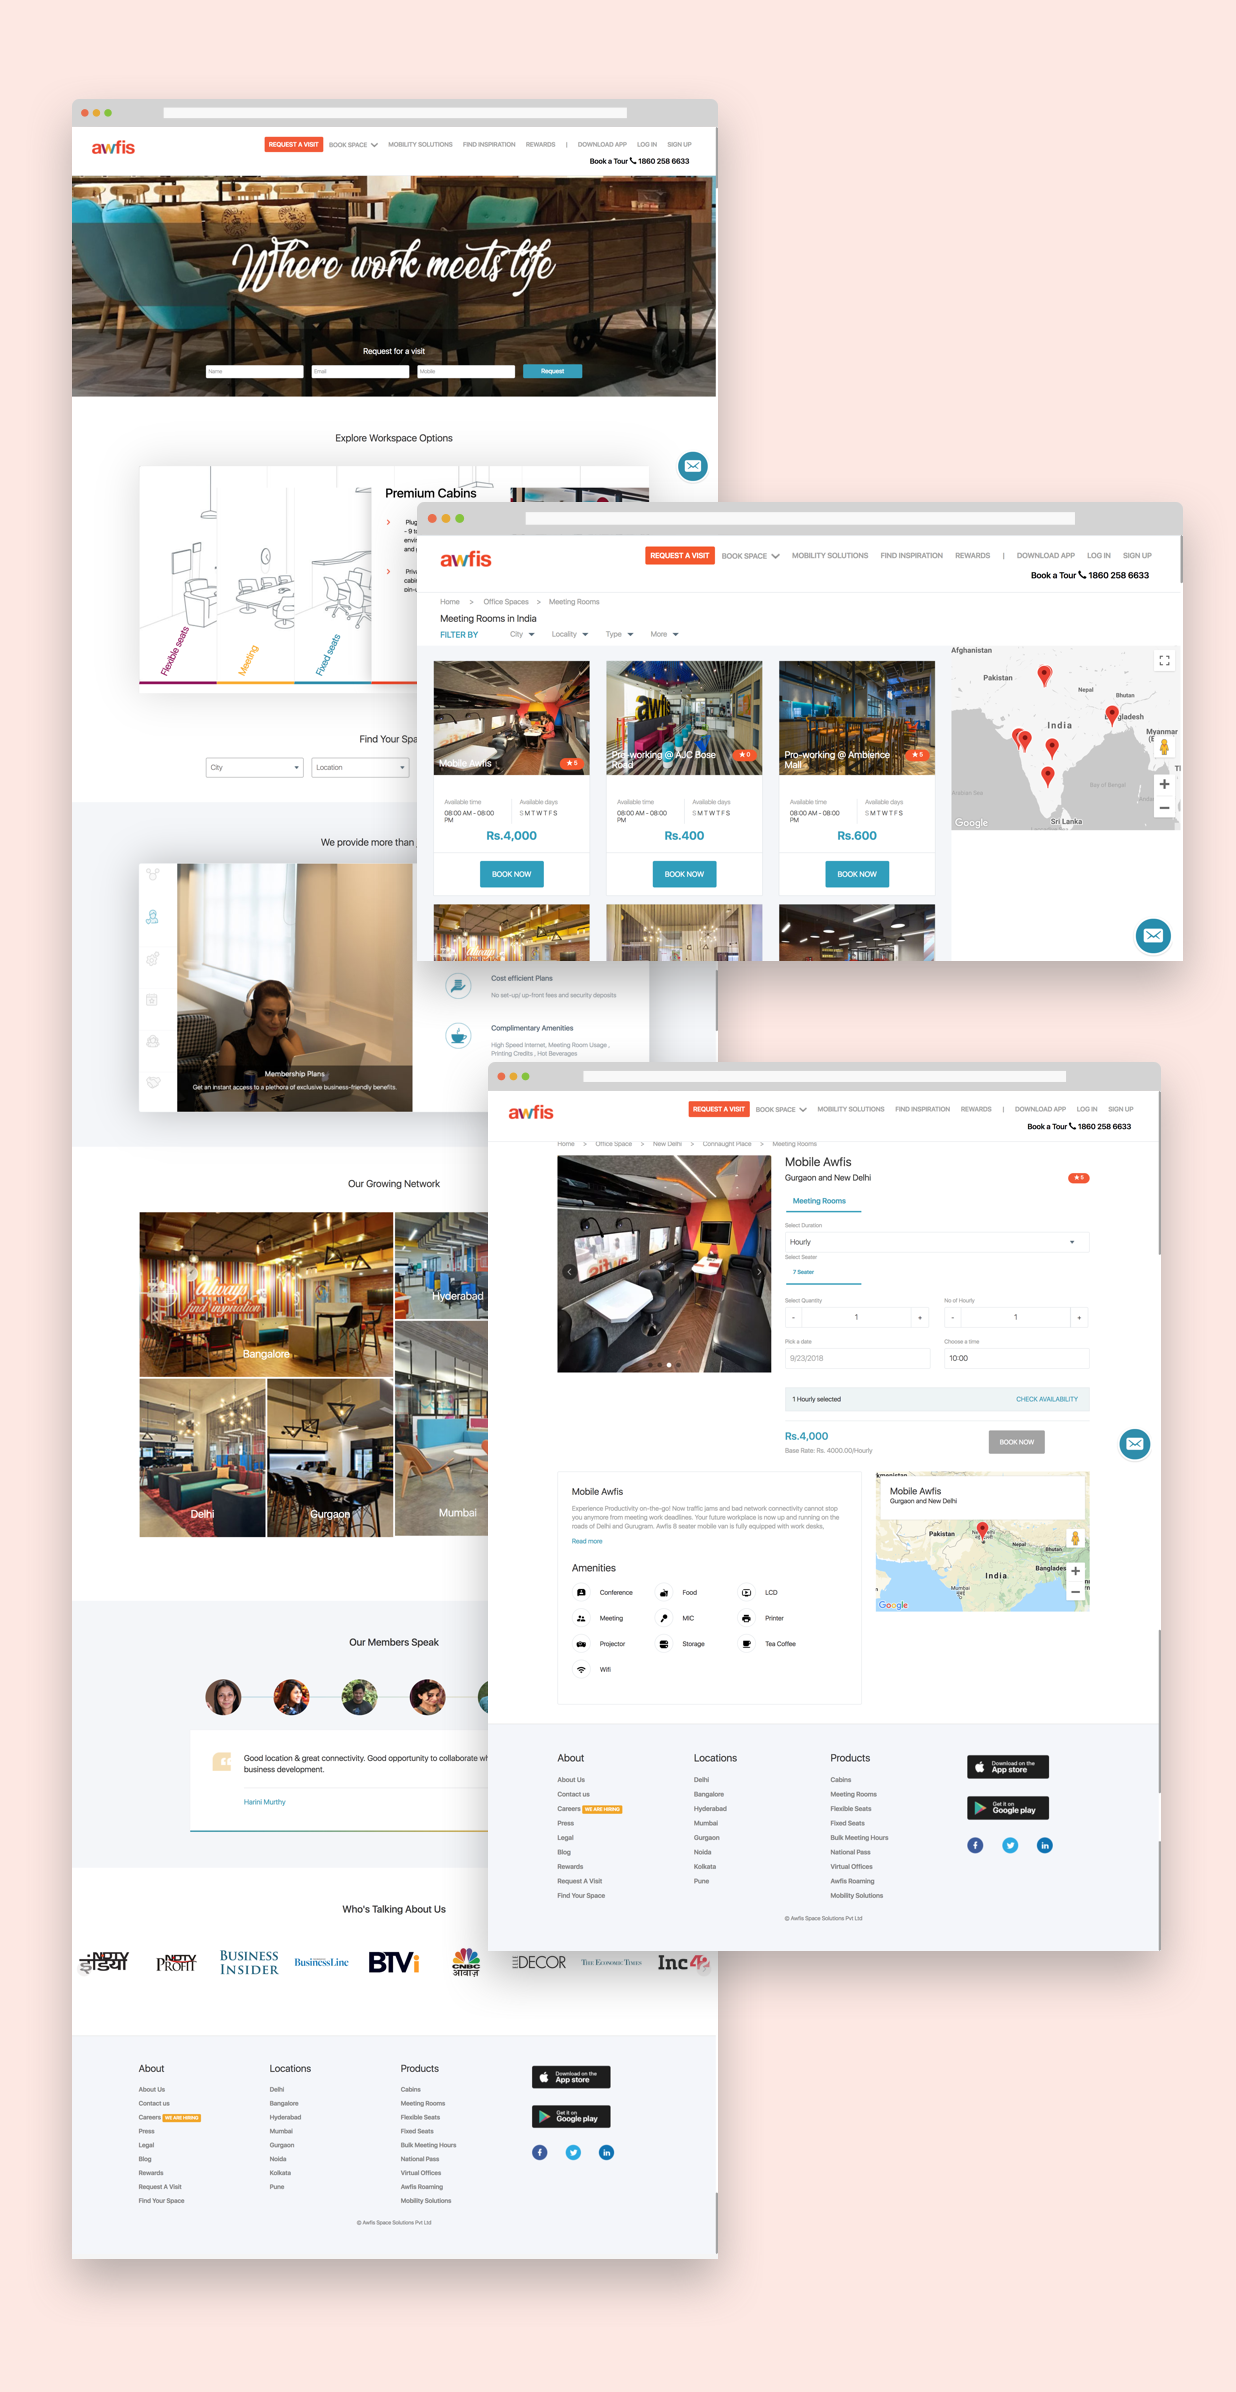 awfis
REQUEST A VISIT
BOOK SPACE
MOBILITY SOLUTIONS
FIND INSPIRATION
REWARDS
|
DOWNLOAD APP
LOG IN
SIGN UP
Book a Tour 1860 258 6633
Where work meets life
Request for a visit
Name
Email
Mobile
Request
Explore Workspace Options
Flexible seats
Meeting
Fixed seats
Premium Cabins
Plug
- 9 to
envir
and p
Priva
cabin
pin-u
Find Your Spa
City
Location
We provide more than
Membership Plans
Get an instant access to a plethora of exclusive business-friendly benefits.
Cost efficient Plans
No set-up/ up-front fees and security deposits
Complimentary Amenities
High Speed Internet, Meeting Room Usage ,
Printing Credits , Hot Beverages
Our Growing Network
Always
find inspiration
Bangalore
Hyderabad
Delhi
Gurgaon
Mumbai
Our Members Speak
Good location & great connectivity. Good opportunity to collaborate wh
business development.
Harini Murthy
Who's Talking About Us
NDTV
इंडिया
NDTV
PROFIT
BUSINESS
INSIDER
BusinessLine
BTVi
CNBC
आवाज़
ELLE DECOR
THE ECONOMIC TIMES
Inc42
About
About Us
Contact us
Careers WE ARE HIRING
Press
Legal
Blog
Rewards
Request A Visit
Find Your Space
Locations
Delhi
Bangalore
Hyderabad
Mumbai
Gurgaon
Noida
Kolkata
Pune
Products
Cabins
Meeting Rooms
Flexible Seats
Fixed Seats
Bulk Meeting Hours
National Pass
Virtual Offices
Awfis Roaming
Mobility Solutions
Download on the
App store
Get it on
Google play
© Awfis Space Solutions Pvt Ltd
awfis
REQUEST A VISIT
BOOK SPACE
MOBILITY SOLUTIONS
FIND INSPIRATION
REWARDS
|
DOWNLOAD APP
LOG IN
SIGN UP
Book a Tour 1860 258 6633
Home > Office Spaces > Meeting Rooms
Meeting Rooms in India
FILTER BY
City
Locality
Type
More
Mobile Awfis
★ 5
Available time
08:00 AM - 08:00
PM
Available days
S M T W T F S
Rs.4,000
BOOK NOW
awfis
Pro-working @ AJC Bose
Road
★ 0
Available time
08:00 AM - 08:00
PM
Available days
S M T W T F S
Rs.400
BOOK NOW
Pro-working @ Ambience
Mall
★ 5
Available time
08:00 AM - 08:00
PM
Available days
S M T W T F S
Rs.600
BOOK NOW
Afghanistan
Pakistan
Nepal
Bhutan
India
Myanmar
Bay of Bengal
Arabian Sea
Sri Lanka
Google
awfis
REQUEST A VISIT
BOOK SPACE
MOBILITY SOLUTIONS
FIND INSPIRATION
REWARDS
|
DOWNLOAD APP
LOG IN
SIGN UP
Book a Tour 1860 258 6633
Home > Office Space > New Delhi > Connaught Place > Meeting Rooms
Mobile Awfis
Gurgaon and New Delhi
★ 5
Meeting Rooms
Select Duration
Hourly
Select Seater
7 Seater
Select Quantity
- 1 +
No of Hourly
- 1 +
Pick a date
9/23/2018
Choose a time
10:00
1 Hourly selected
CHECK AVAILABILITY
Rs.4,000
Base Rate: Rs. 4000.00/Hourly
BOOK NOW
Mobile Awfis
Experience Productivity on-the-go! Now traffic jams and bad network connectivity cannot stop
you anymore from meeting work deadlines. Your future workplace is now up and running on the
roads of Delhi and Gurugram. Awfis 8 seater mobile van is fully equipped with work desks,
Read more
Amenities
Conference
Food
LCD
Meeting
MIC
Printer
Projector
Storage
Tea Coffee
Wifi
Mobile Awfis
Gurgaon and New Delhi
Pakistan
Nepal
Bhutan
Banglades
India
Mumbai
Google
About
About Us
Contact us
Careers WE ARE HIRING
Press
Legal
Blog
Rewards
Request A Visit
Find Your Space
Locations
Delhi
Bangalore
Hyderabad
Mumbai
Gurgaon
Noida
Kolkata
Pune
Products
Cabins
Meeting Rooms
Flexible Seats
Fixed Seats
Bulk Meeting Hours
National Pass
Virtual Offices
Awfis Roaming
Mobility Solutions
Download on the
App store
Get it on
Google play
© Awfis Space Solutions Pvt Ltd